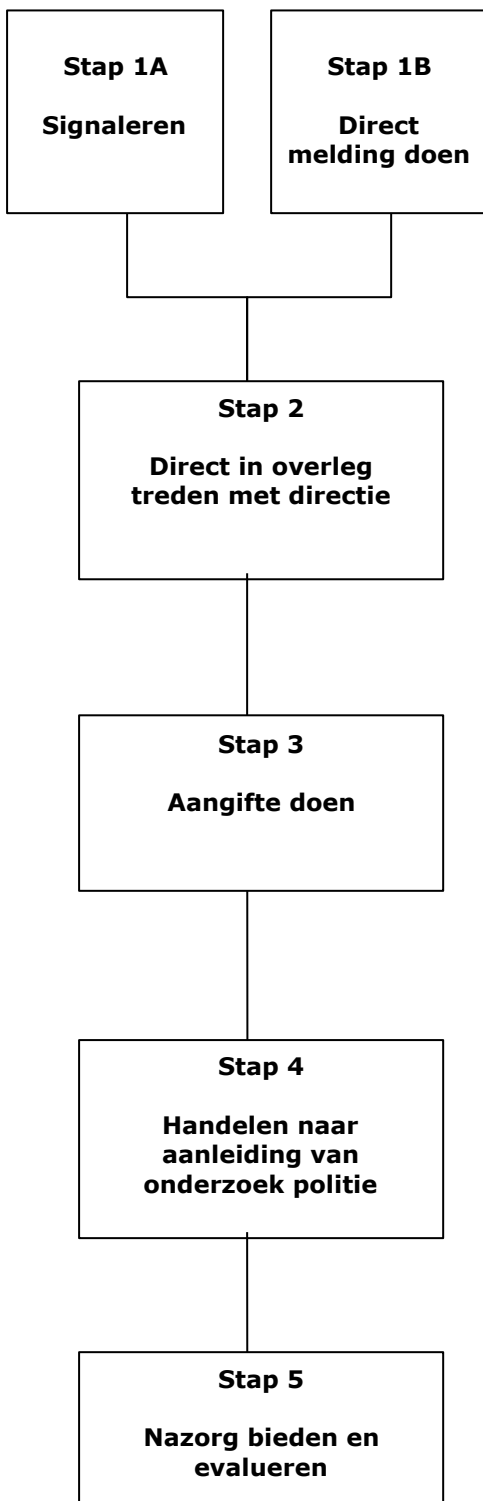 Stap 1A
Signaleren
Stap 1B
Direct
melding doen
Stap 2
Direct in overleg
treden met directie
Stap 3
Aangifte doen
Stap 4
Handelen naar
aanleiding van
onderzoek politie
Stap 5
Nazorg bieden en
evalueren